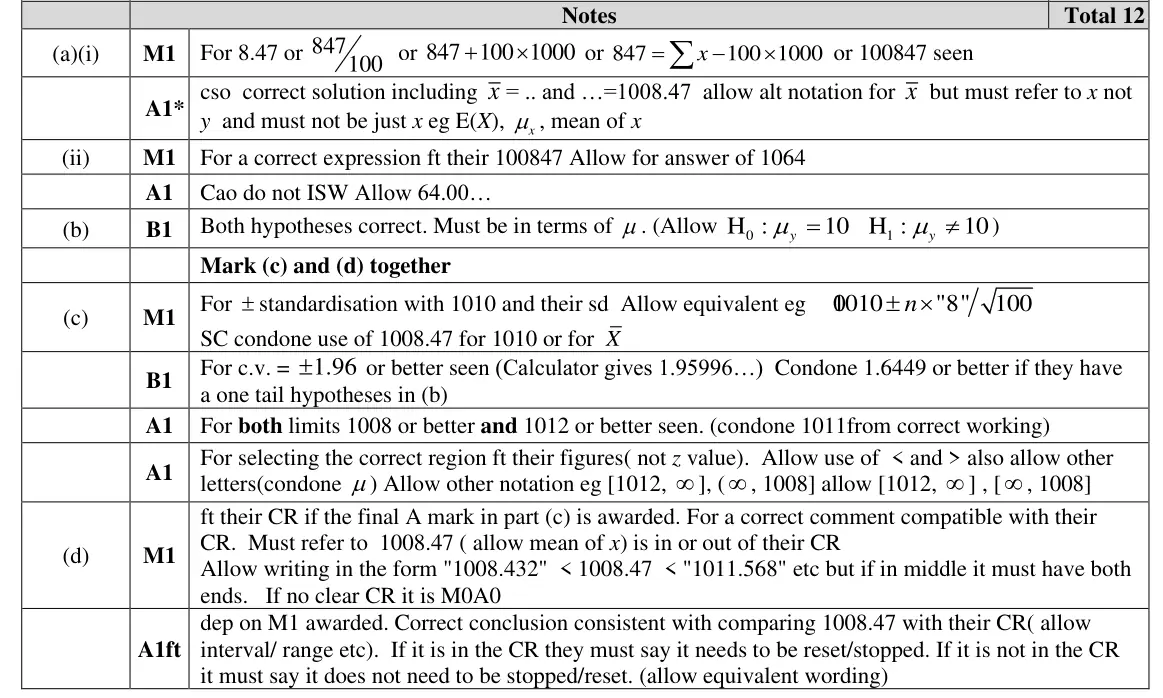 Notes Total 12
(a)(i) M1 For 8.47 or 847/100 or 847 + 100×1000 or 847 = ∑ x − 100×1000 or 100847 seen
A1* cso correct solution including x̅ = .. and …=1008.47 allow alt notation for x̅ but must refer to x not
y and must not be just x eg E(X), μₓ , mean of x
(ii) M1 For a correct expression ft their 100847 Allow for answer of 1064
A1 Cao do not ISW Allow 64.00…
(b) B1 Both hypotheses correct. Must be in terms of μ . (Allow H₀ : μ_y = 10 H₁ : μ_y ≠ 10 )
Mark (c) and (d) together
(c) M1 For ± standardisation with 1010 and their sd Allow equivalent eg 1010 ± n × "8"/√100
SC condone use of 1008.47 for 1010 or for X̅
B1 For c.v. = ±1.96 or better seen (Calculator gives 1.95996…) Condone 1.6449 or better if they have
a one tail hypotheses in (b)
A1 For both limits 1008 or better and 1012 or better seen. (condone 1011from correct working)
A1 For selecting the correct region ft their figures( not z value). Allow use of < and > also allow other
letters(condone μ ) Allow other notation eg [1012, ∞ ], ( ∞ , 1008] allow [1012, ∞ ] , [ ∞ , 1008]
ft their CR if the final A mark in part (c) is awarded. For a correct comment compatible with their
(d) M1 CR. Must refer to 1008.47 ( allow mean of x) is in or out of their CR
Allow writing in the form "1008.432" < 1008.47 < "1011.568" etc but if in middle it must have both
ends. If no clear CR it is M0A0
dep on M1 awarded. Correct conclusion consistent with comparing 1008.47 with their CR( allow
A1ft interval/ range etc). If it is in the CR they must say it needs to be reset/stopped. If it is not in the CR
it must say it does not need to be stopped/reset. (allow equivalent wording)